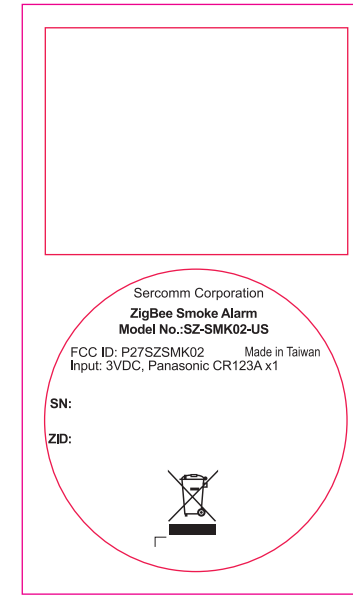 Sercomm Corporation
ZigBee Smoke Alarm
Model No.:SZ-SMK02-US
FCC ID: P27SZSMK02 Made in Taiwan
Input: 3VDC, Panasonic CR123A x1
SN:
ZID: